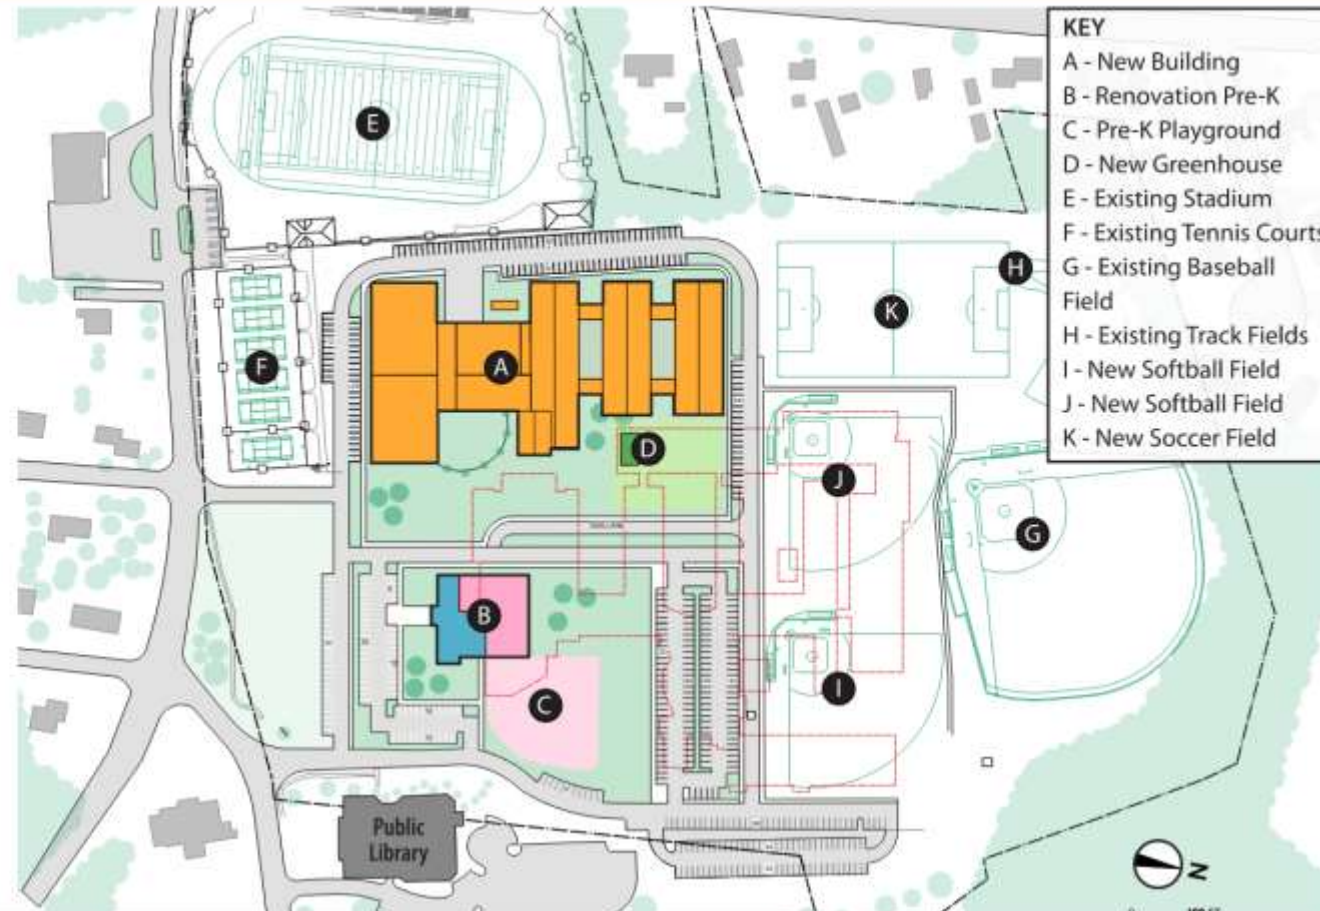 KEY
A - New Building
B - Renovation Pre-K
C - Pre-K Playground
D - New Greenhouse
E - Existing Stadium
F - Existing Tennis Courts
G - Existing Baseball
Field
H - Existing Track Fields
I - New Softball Field
J - New Softball Field
K - New Soccer Field
E
H
K
F
A
D
J
G
B
I
C
Public
Library
N